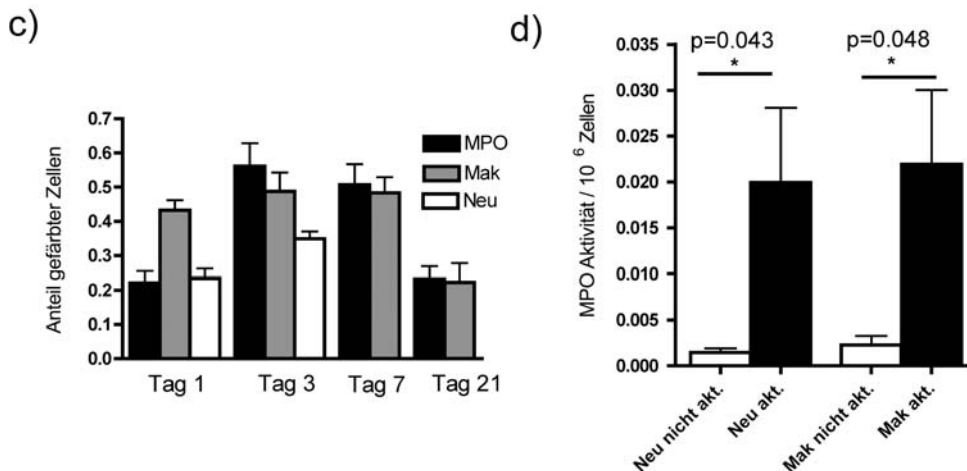 c)
Anteil gefärbter Zellen
0.7
0.6
0.5
0.4
0.3
0.2
0.1
0.0
MPO
Mak
Neu
Tag 1
Tag 3
Tag 7
Tag 21
d)
p=0.043
p=0.048
*
*
MPO Aktivität / 10 6 Zellen
0.035
0.030
0.025
0.020
0.015
0.010
0.005
0.000
Neu nicht akt.
Neu akt.
Mak nicht akt.
Mak akt.